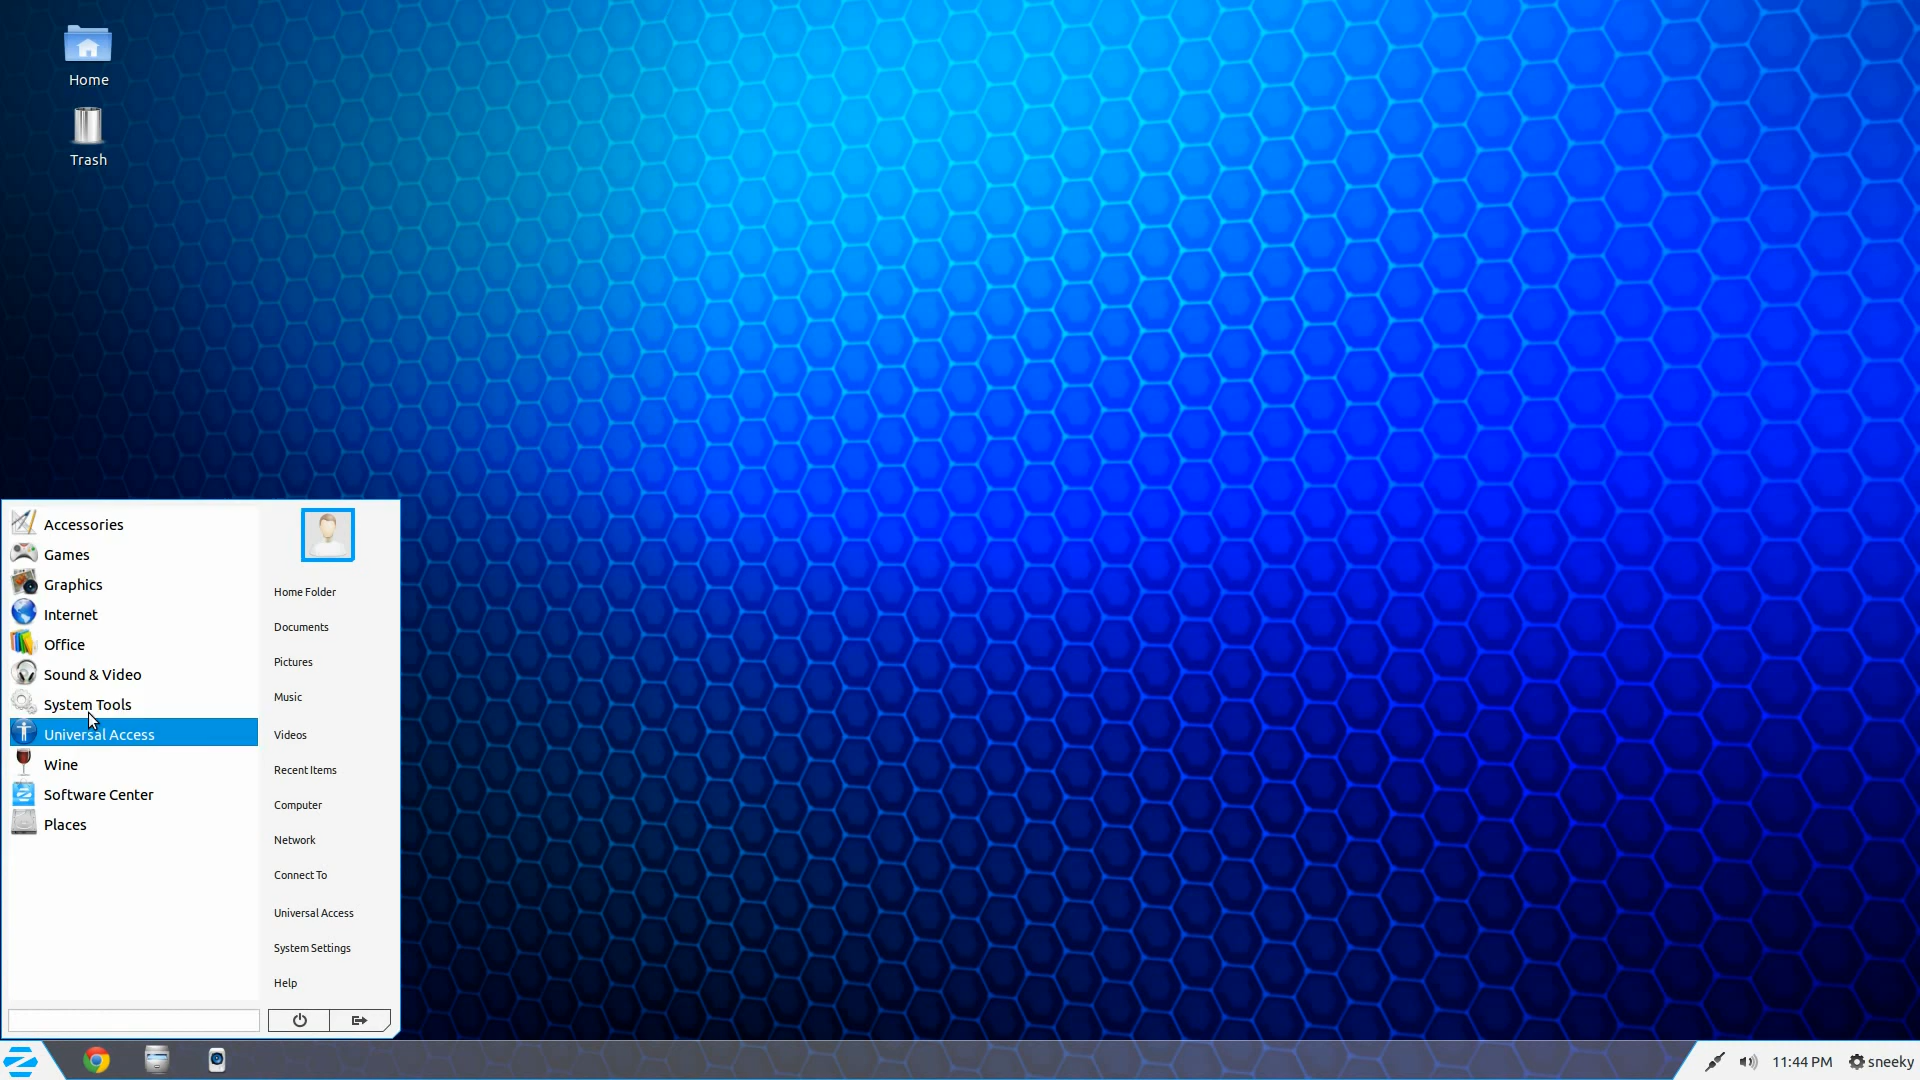 Home
Trash
Accessories
Games
Graphics
Internet
Office
Sound & Video
System Tools
Universal Access
Wine
Software Center
Places
Home Folder
Documents
Pictures
Music
Videos
Recent Items
Computer
Network
Connect To
Universal Access
System Settings
Help
11:44 PM sneeky